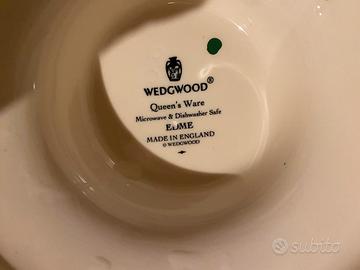 WEDGWOOD®
Queen's Ware
Microwave & Dishwasher Safe
EDME
MADE IN ENGLAND
© WEDGWOOD
subito